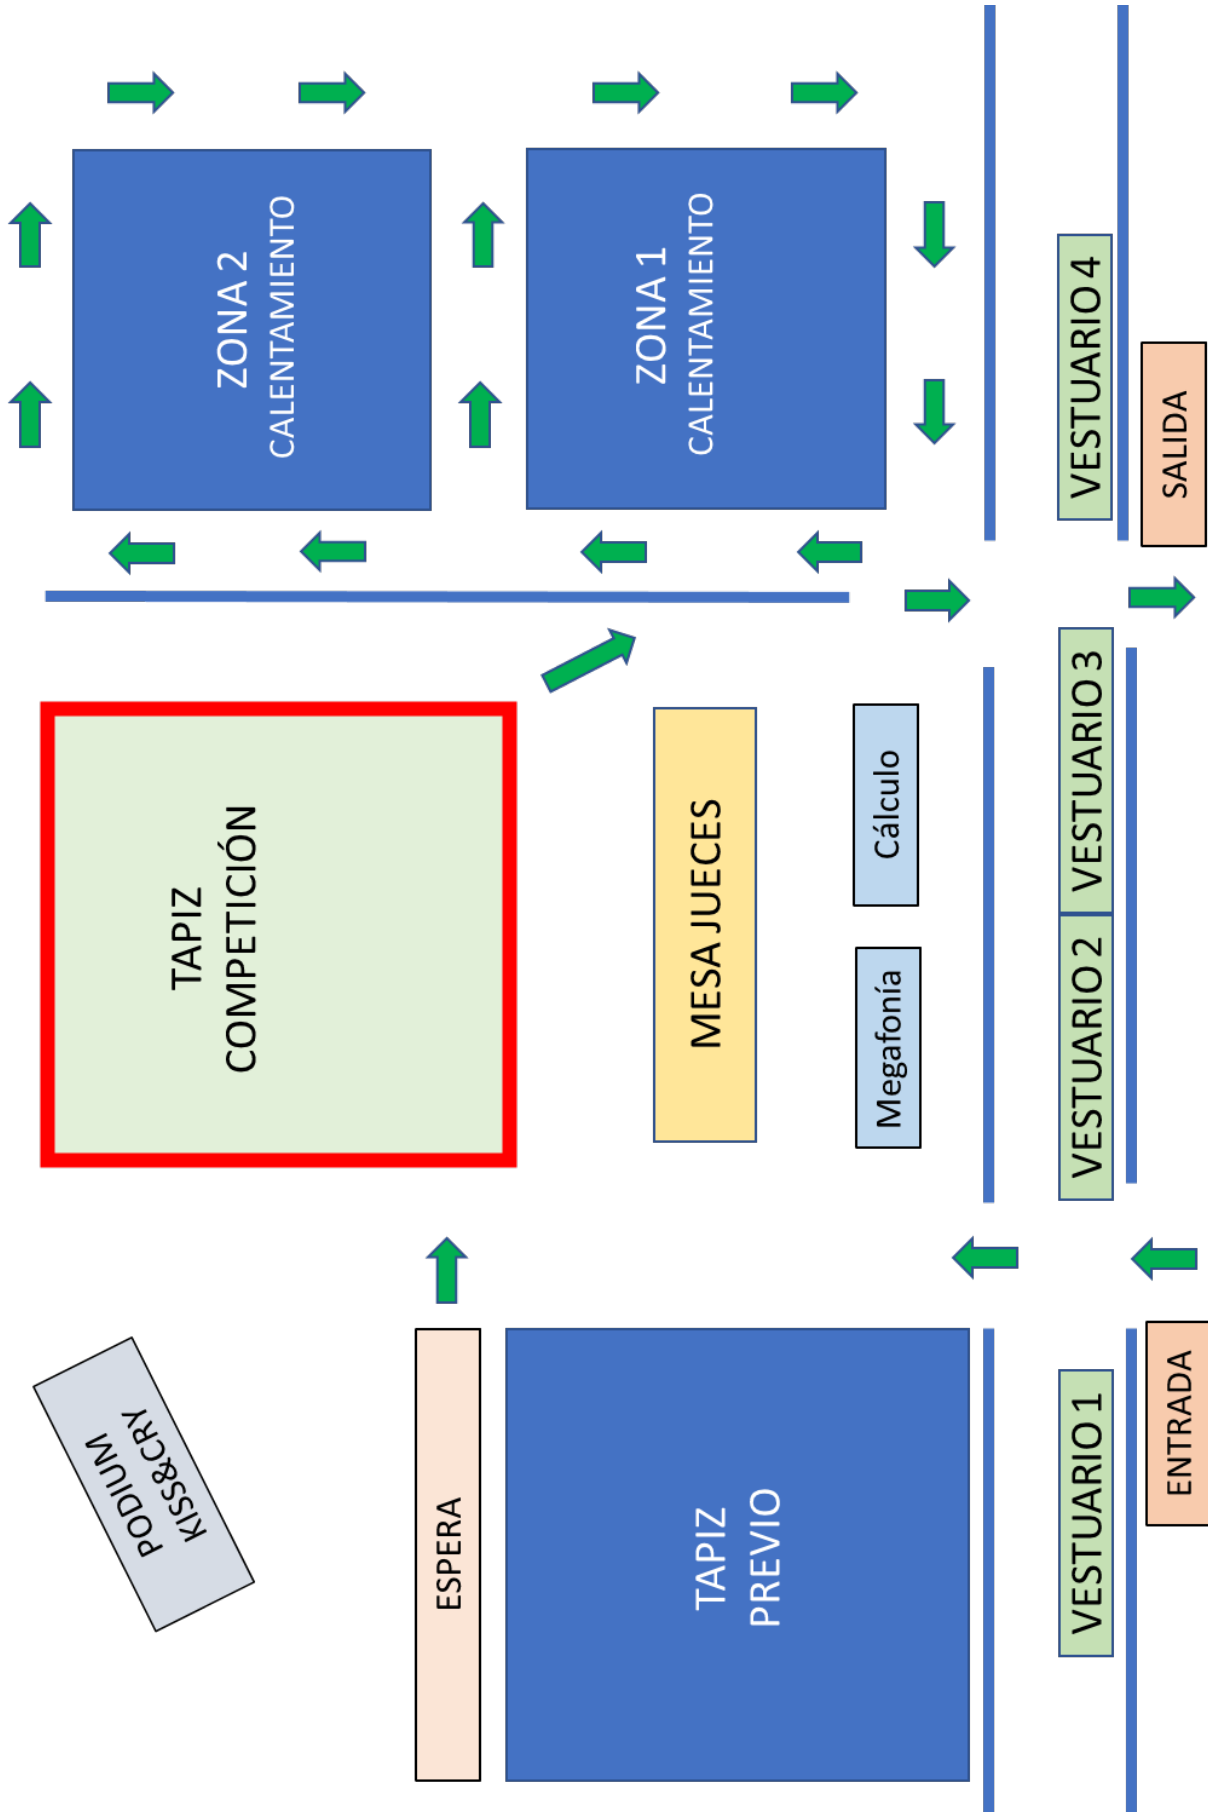 PODIUM
KISS&CRY
TAPIZ
COMPETICIÓN
ZONA 2
CALENTAMIENTO
ESPERA
TAPIZ
PREVIO
MESA JUECES
ZONA 1
CALENTAMIENTO
Megafonía
Cálculo
VESTUARIO 1
VESTUARIO 2
VESTUARIO 3
VESTUARIO 4
ENTRADA
SALIDA